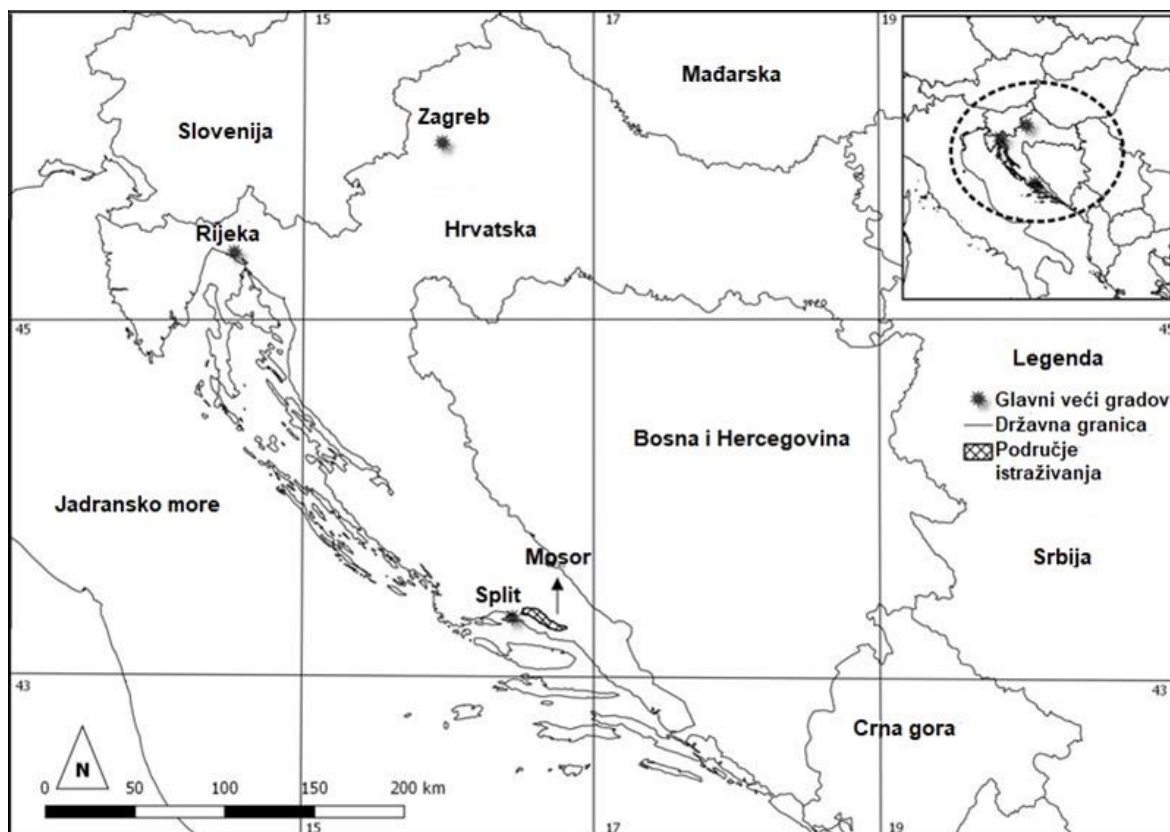 15
17
19
Mađarska
Zagreb
Slovenija
Rijeka
Hrvatska
45
45
Legenda
Glavni veći gradov
Državna granica
Područje
istraživanja
Bosna i Hercegovina
Jadransko more
Mosor
Srbija
Split
43
43
Crna gora
N
0 50 100 150 200 km
15
17
19